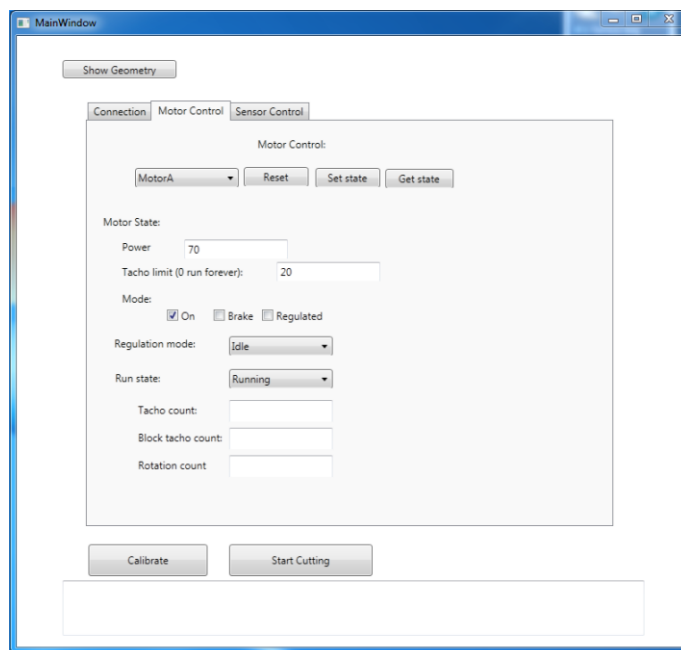 MainWindow
Show Geometry
Connection Motor Control Sensor Control
Motor Control:
MotorA Reset Set state Get state
Motor State:
Power 70
Tacho limit (0 run forever): 20
Mode:
On Brake Regulated
Regulation mode: Idle
Run state: Running
Tacho count:
Block tacho count:
Rotation count
Calibrate Start Cutting